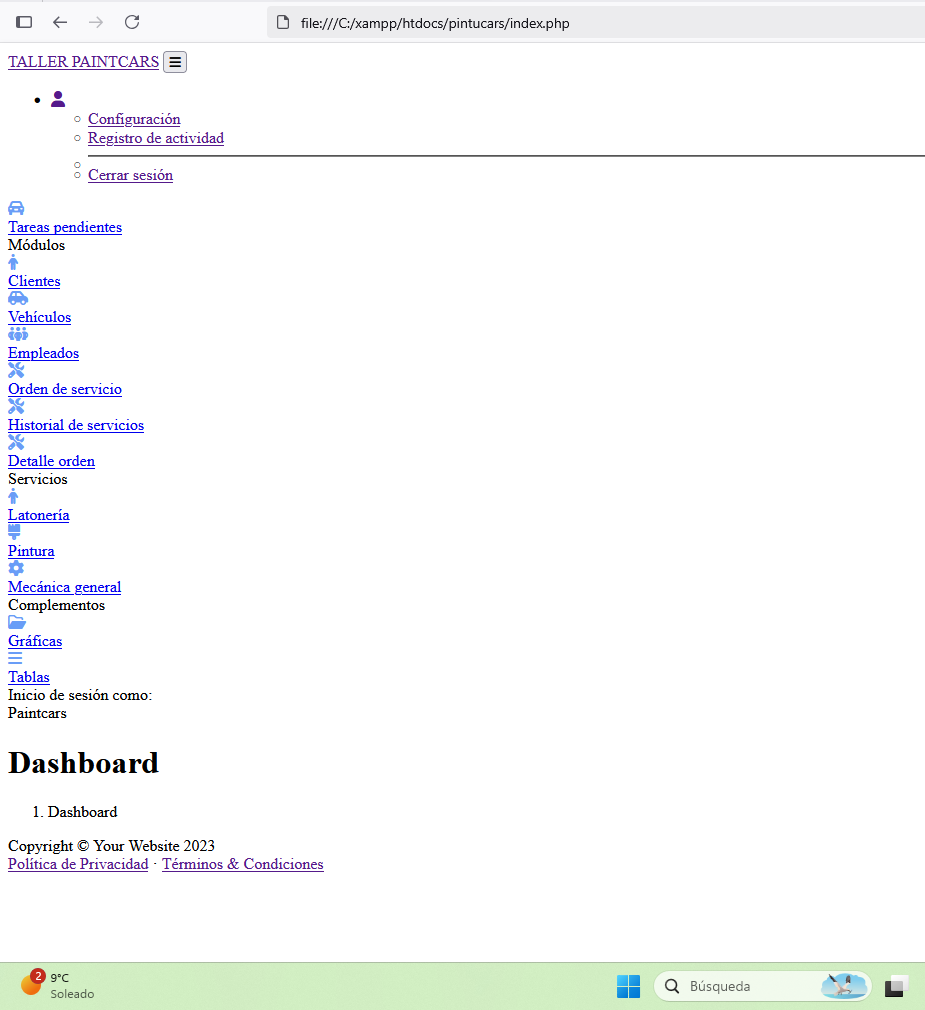 file:///C:/xampp/htdocs/pintucars/index.php
TALLER PAINTCARS
Configuración
Registro de actividad
Cerrar sesión
Tareas pendientes
Módulos
Clientes
Vehículos
Empleados
Orden de servicio
Historial de servicios
Detalle orden
Servicios
Latonería
Pintura
Mecánica general
Complementos
Gráficas
Tablas
Inicio de sesión como:
Paintcars
Dashboard
1. Dashboard
Copyright © Your Website 2023
Política de Privacidad · Términos & Condiciones
2
9°C
Soleado
Búsqueda